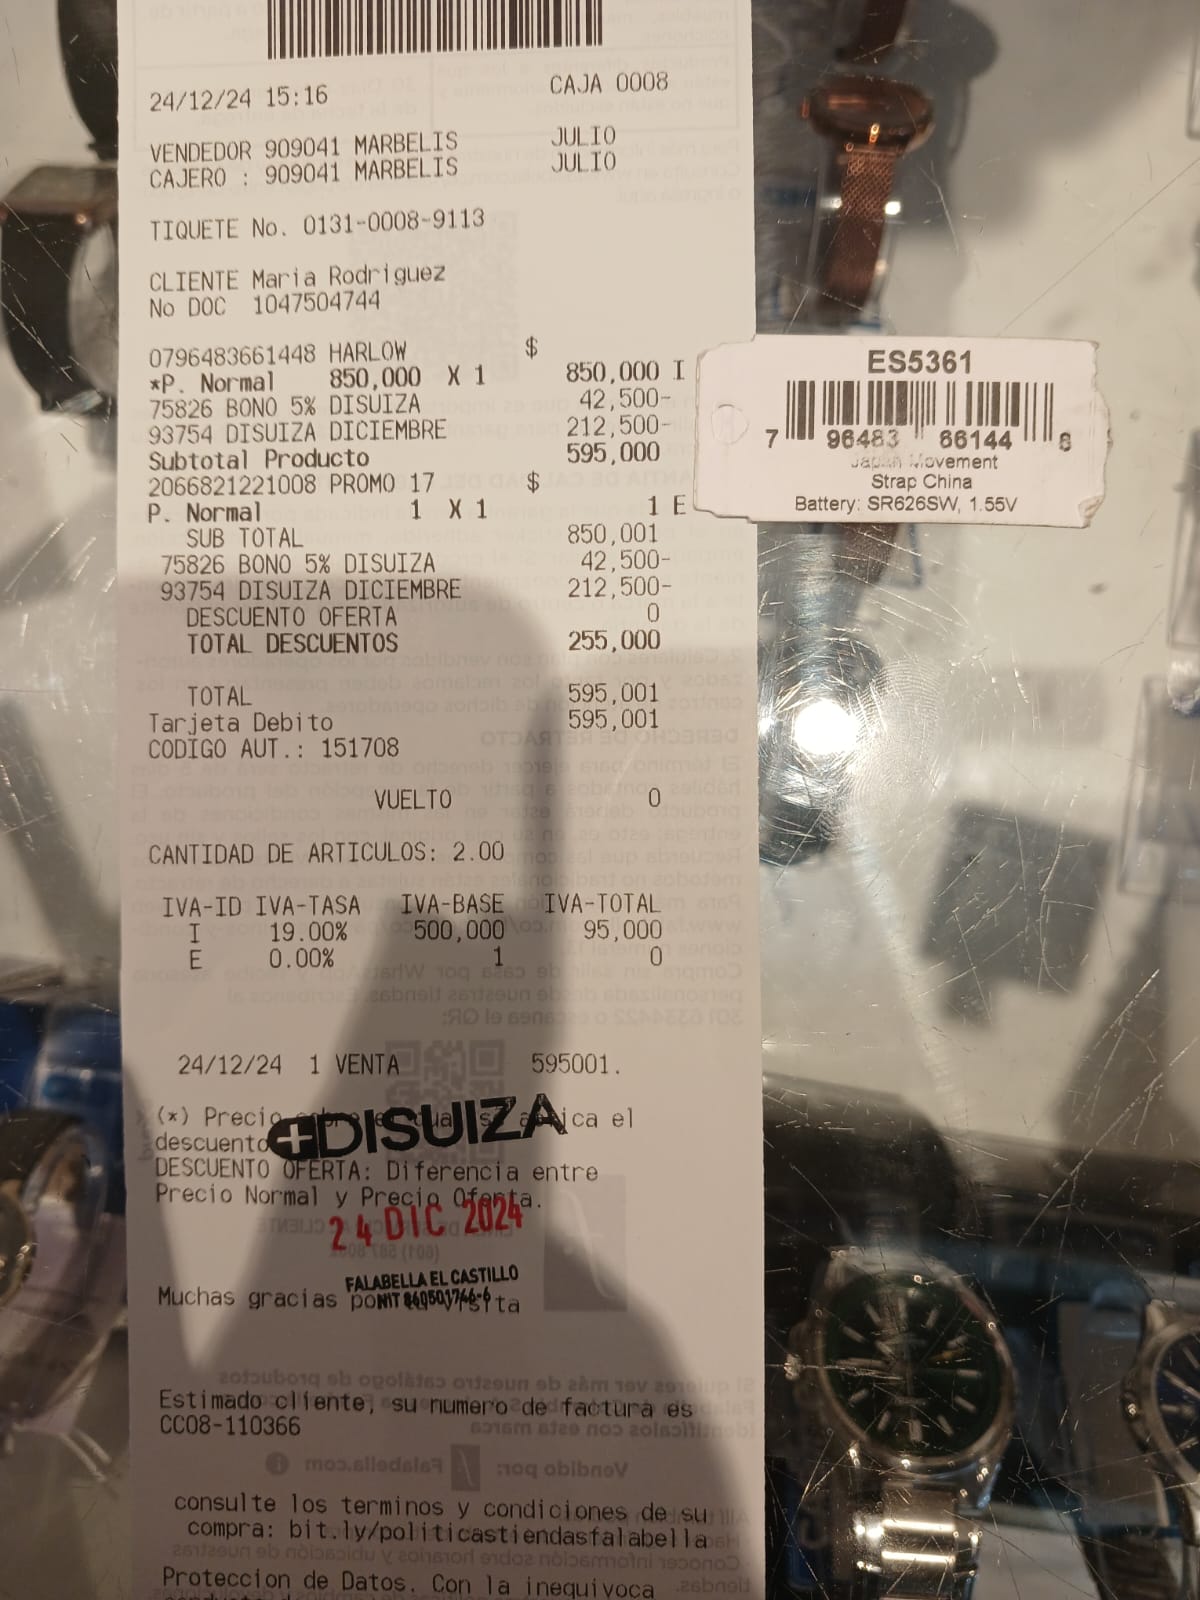 24/12/24 15:16 CAJA 0008
VENDEDOR 909041 MARBELIS JULIO
CAJERO : 909041 MARBELIS JULIO
TIQUETE No. 0131-0008-9113
CLIENTE Maria Rodriguez
No DOC 1047504744
0796483661448 HARLOW $
*P. Normal 850,000 X 1 850,000 I
75826 BONO 5% DISUIZA 42,500-
93754 DISUIZA DICIEMBRE 212,500-
Subtotal Producto 595,000
2066821221008 PROMO 17 $
P. Normal 1 X 1 1 E
SUB TOTAL 850,001
75826 BONO 5% DISUIZA 42,500-
93754 DISUIZA DICIEMBRE 212,500-
DESCUENTO OFERTA 0
TOTAL DESCUENTOS 255,000
TOTAL 595,001
Tarjeta Debito 595,001
CODIGO AUT.: 151708
VUELTO 0
CANTIDAD DE ARTICULOS: 2.00
IVA-ID IVA-TASA IVA-BASE IVA-TOTAL
I 19.00% 500,000 95,000
E 0.00% 1 0
24/12/24 1 VENTA 595001.
(*) Precio sobre el cual se aplica el
descuento
DISUIZA
DESCUENTO OFERTA: Diferencia entre
Precio Normal y Precio Oferta.
24 DIC 2024
FALABELLA EL CASTILLO
NIT
Muchas gracias por
Estimado cliente, su numero de factura es
CC08-110366
consulte los terminos y condiciones de su
compra: bit.ly/politicastiendasfalabella
Proteccion de Datos. Con la inequivoca
ES5361
7 96483 66144 8
Japan Movement
Strap China
Battery: SR626SW, 1.55V